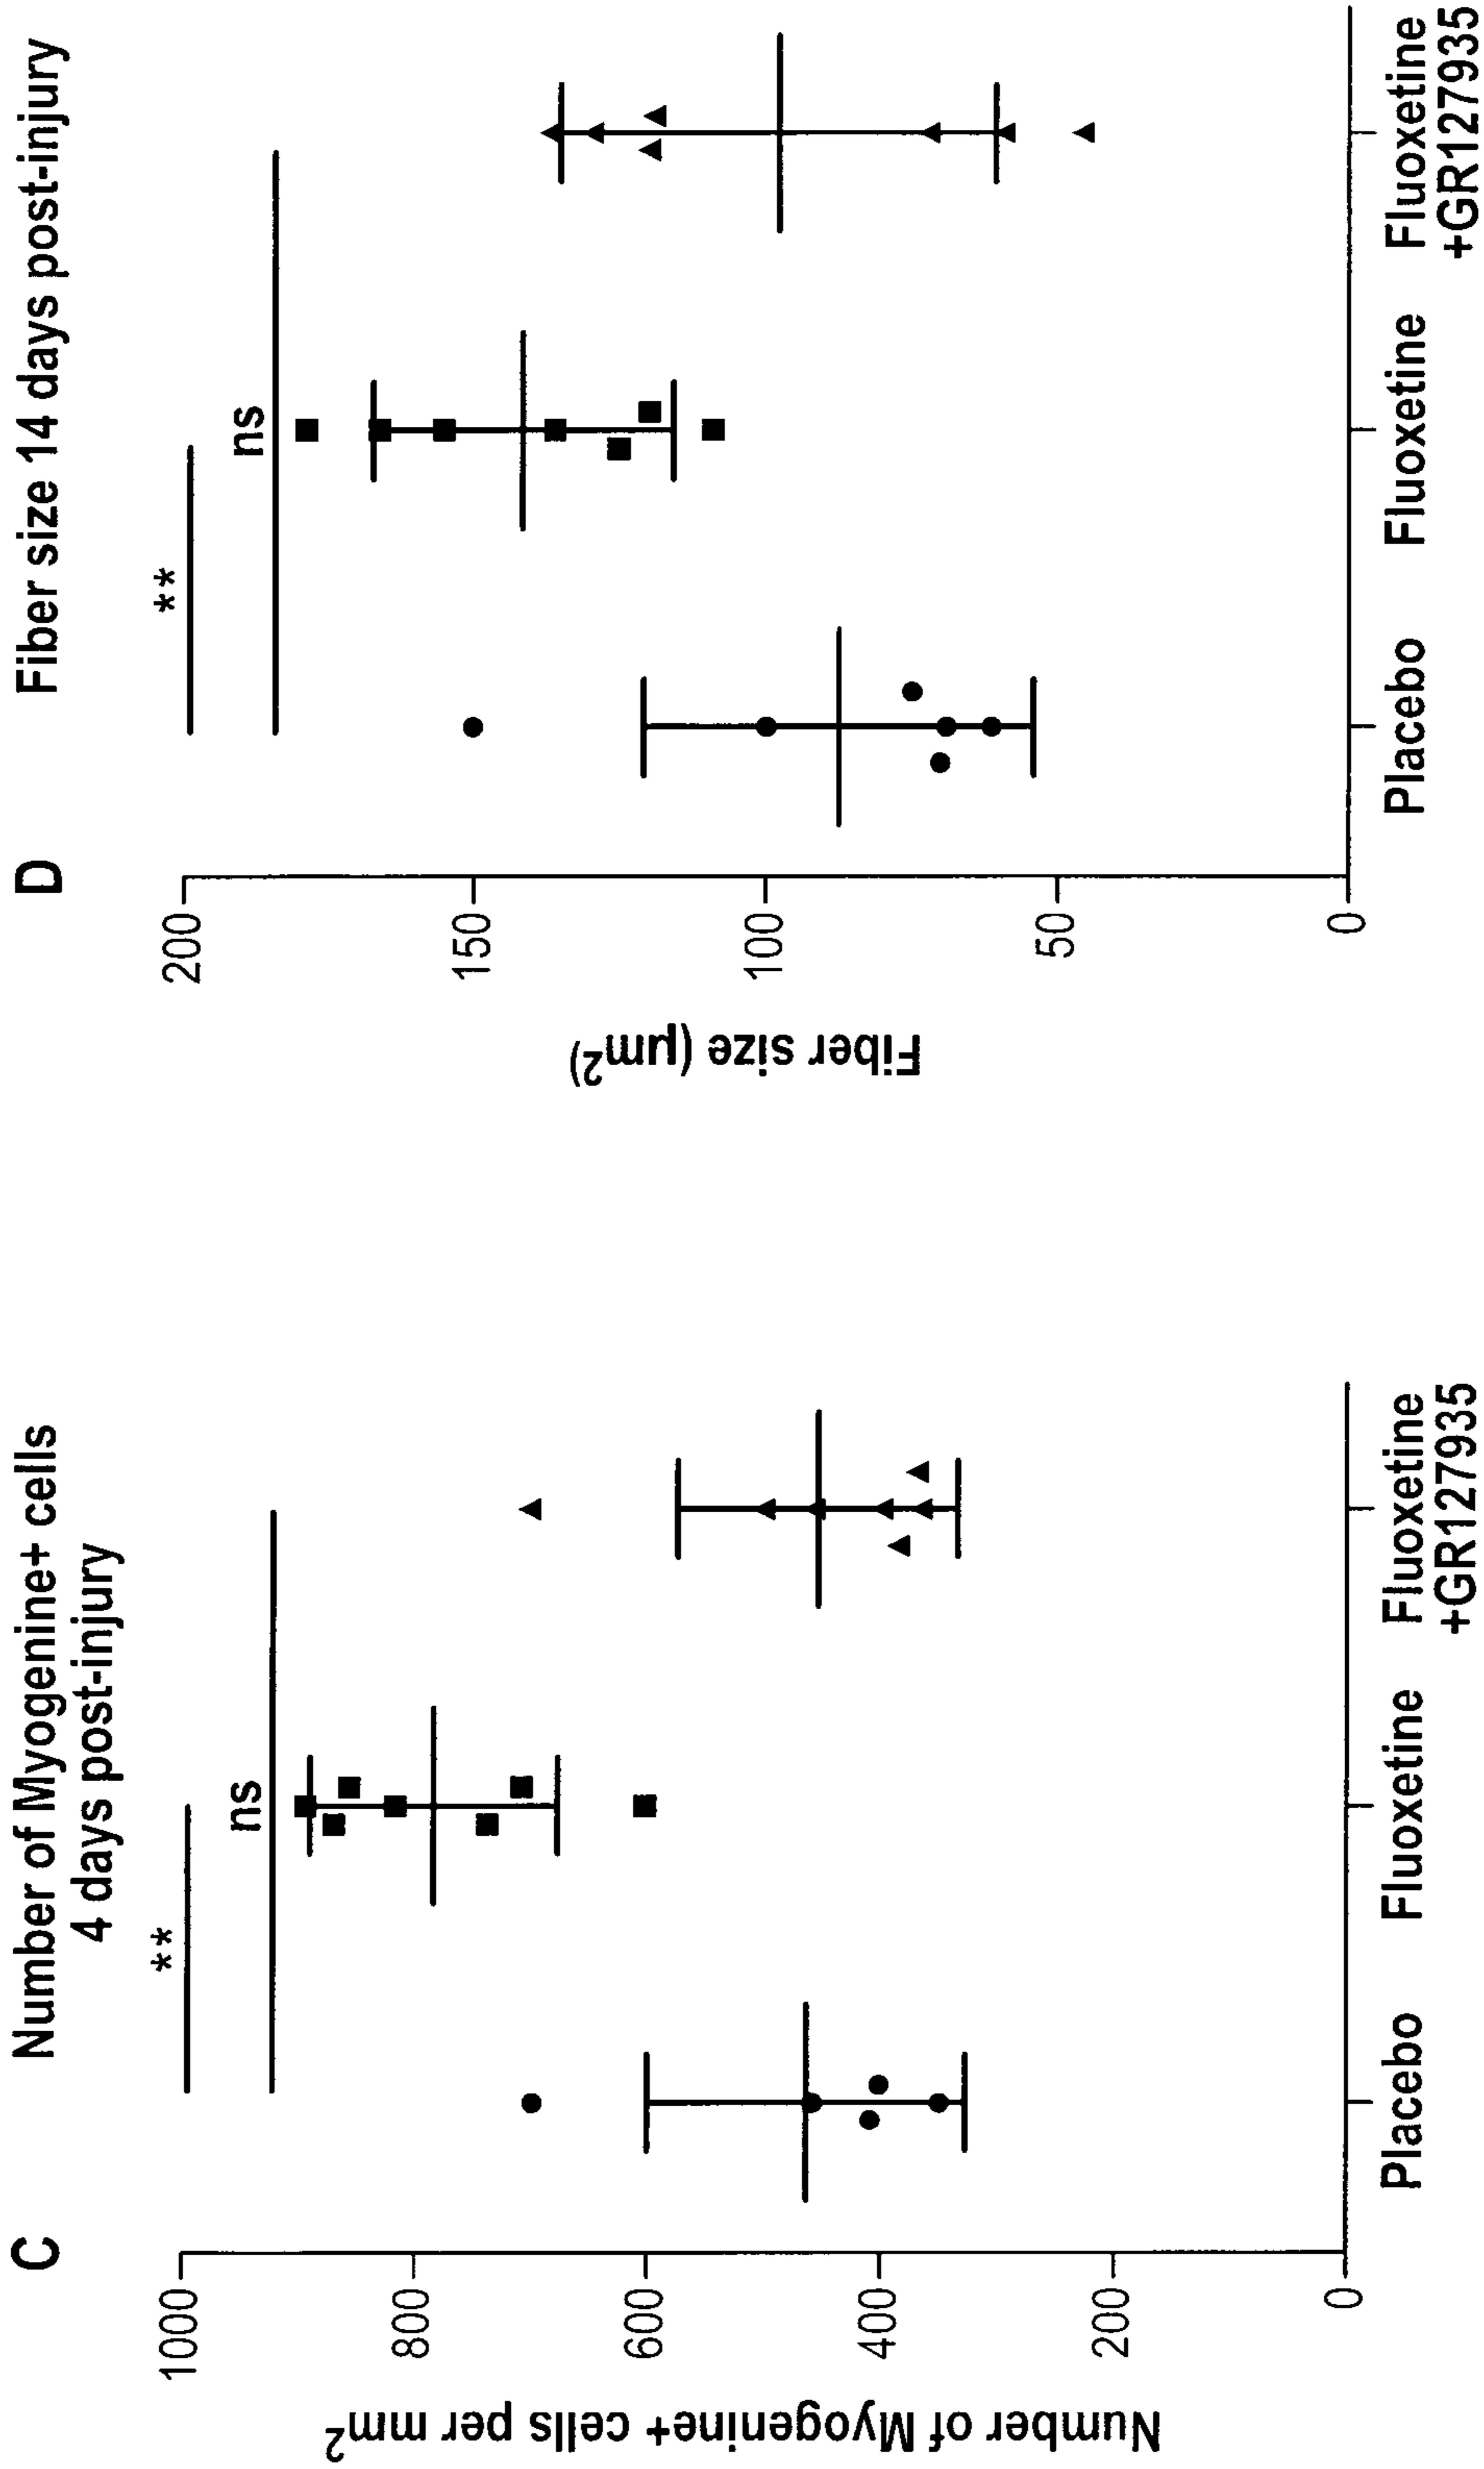 C
Number of Myogenine+ cells
4 days post-injury
**
ns
1000
800
600
400
200
0
Number of Myogenine+ cells per mm²
Placebo
Fluoxetine
Fluoxetine
+GR127935
D
Fiber size 14 days post-injury
**
ns
200
150
100
50
0
Fiber size (µm²)
Placebo
Fluoxetine
Fluoxetine
+GR127935